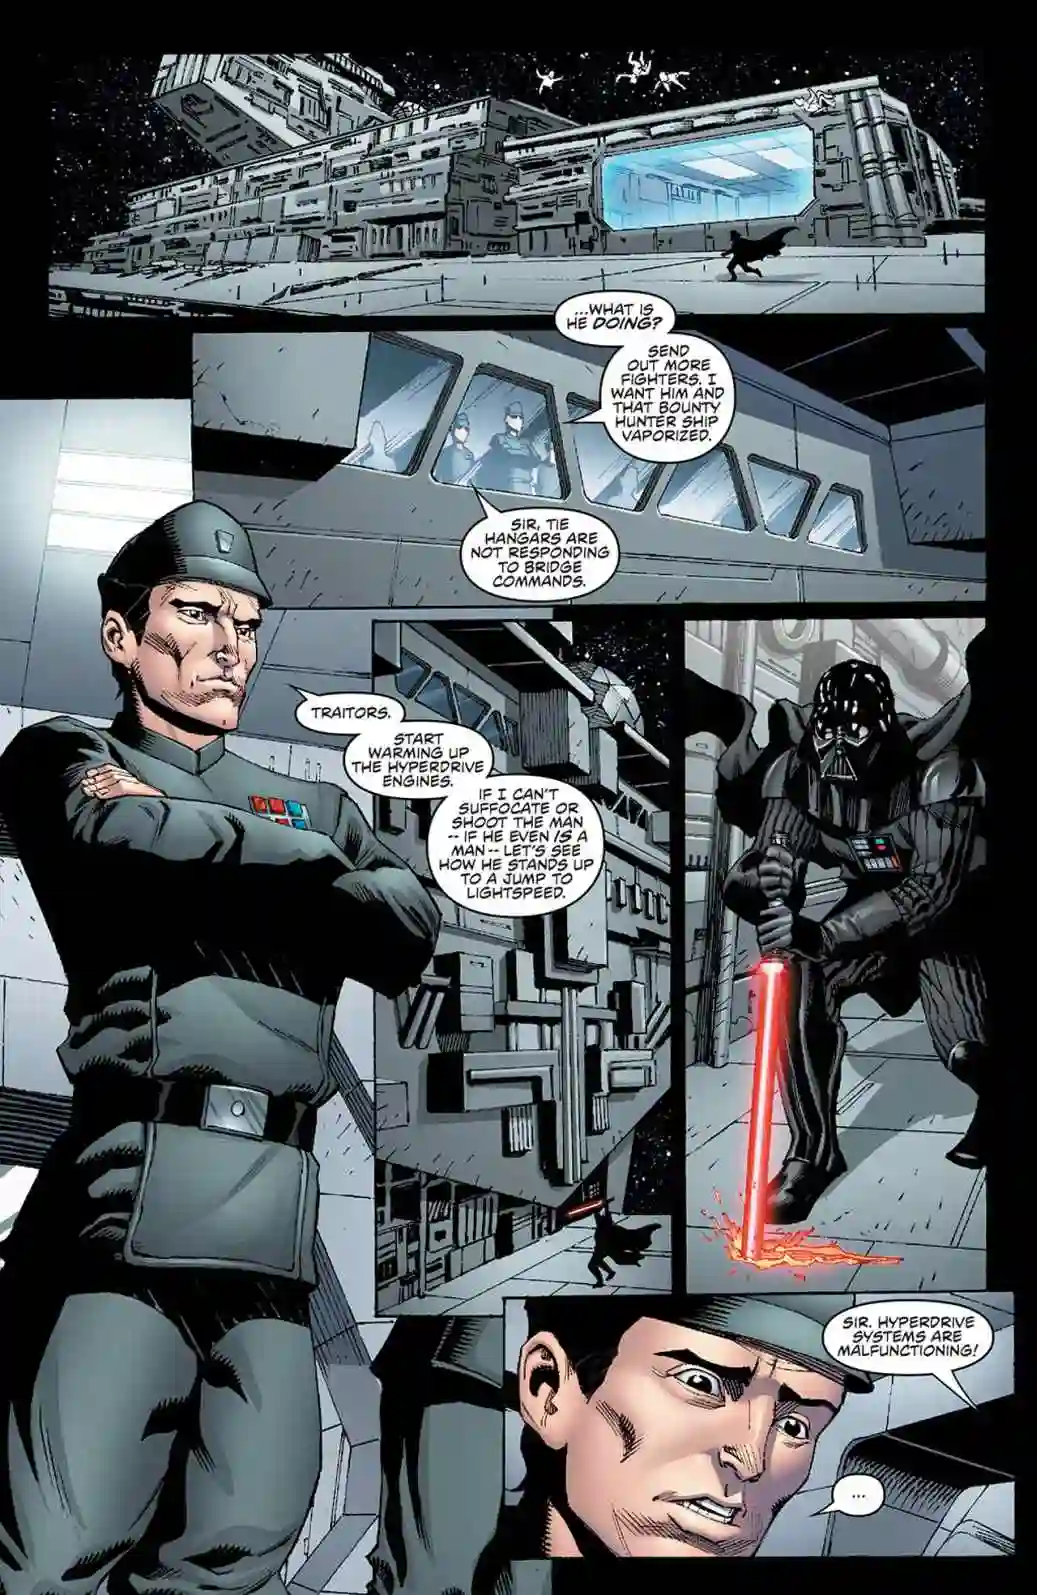 ...WHAT IS
HE DOING?
SEND
OUT MORE
FIGHTERS. I
WANT HIM AND
THAT BOUNTY
HUNTER SHIP
VAPORIZED.
SIR, TIE
HANGARS ARE
NOT RESPONDING
TO BRIDGE
COMMANDS.
TRAITORS.
START
WARMING UP
THE HYPERDRIVE
ENGINES.
IF I CAN'T
SUFFOCATE OR
SHOOT THE MAN
-- IF HE EVEN IS A
MAN -- LET'S SEE
HOW HE STANDS UP
TO A JUMP TO
LIGHTSPEED.
SIR. HYPERDRIVE
SYSTEMS ARE
MALFUNCTIONING!
...